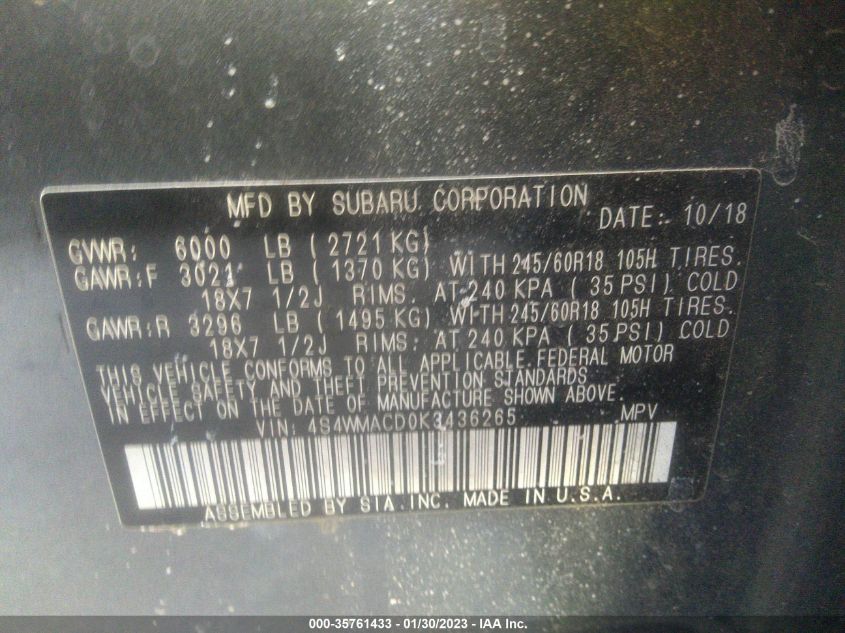 MFD BY SUBARU CORPORATION
DATE: 10/18
GVWR: 6000 LB ( 2721 KG)
GAWR:F 3021 LB ( 1370 KG) WITH 245/60R18 105H TIRES.
18X7 1/2J RIMS. AT 240 KPA ( 35 PSI) COLD
GAWR:R 3296 LB ( 1495 KG) WITH 245/60R18 105H TIRES.
18X7 1/2J RIMS: AT 240 KPA ( 35 PSI) COLD
THIS VEHICLE CONFORMS TO ALL APPLICABLE FEDERAL MOTOR
VEHICLE SAFETY AND THEFT PREVENTION STANDARDS
IN EFFECT ON THE DATE OF MANUFACTURE SHOWN ABOVE.
VIN: 4S4WMACD0K3436265 MPV
ASSEMBLED BY SIA.INC. MADE IN U.S.A.
000-35761433 - 01/30/2023 - IAA Inc.